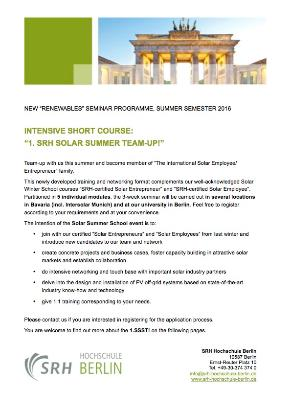 NEW "RENEWABLES" SEMINAR PROGRAMME, SUMMER SEMESTER 2016
INTENSIVE SHORT COURSE:
"1. SRH SOLAR SUMMER TEAM-UP!"
Team-up with us this summer and become member of "The International Solar Employee/
Entrepreneur" family.
This newly developed training and networking format complements our well-acknowledged Solar
Winter School courses "SRH-certified Solar Entrepreneur" and "SRH-certified Solar Employee".
Partitioned in 5 individual modules, the 3-week seminar will be carried out in several locations
in Bavaria (incl. Intersolar Munich) and at our university in Berlin. Feel free to register
according to your requirements and at your convenience.
The intention of the Solar Summer School event is to:
• join with our certified "Solar Entrepreneurs" and "Solar Employees" from last winter and
introduce new candidates to our team and network
• create concrete projects and business cases, foster capacity building in attractive solar
markets and establish collaboration
• do intensive networking and touch base with important solar industry partners
• delve into the design and installation of PV off-grid systems based on state-of-the-art
industry know-how and technology
• give 1:1 training corresponding to your needs.
Please contact us if you are interested in registering for the application process.
You are welcome to find out more about the 1.SSST! on the following pages.
SRH HOCHSCHULE
BERLIN
SRH Hochschule Berlin
10587 Berlin
Ernst-Reuter Platz 10
Tel. +49-30-374 374 0
info@srh-hochschule-berlin.de
www.srh-hochschule-berlin.de